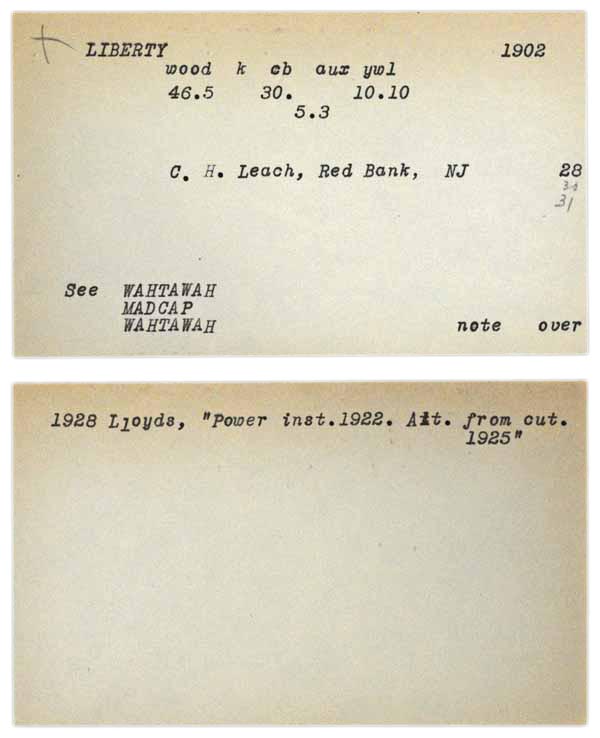 LIBERTY 1902
wood k cb aux ywl
46.5 30. 10.10
5.3
C. H. Leach, Red Bank, NJ 28
31
See WAHTAWAH
MADCAP
WAHTAWAH note over
1928 Lloyds, "Power inst.1922. Alt. from cut.
1925"